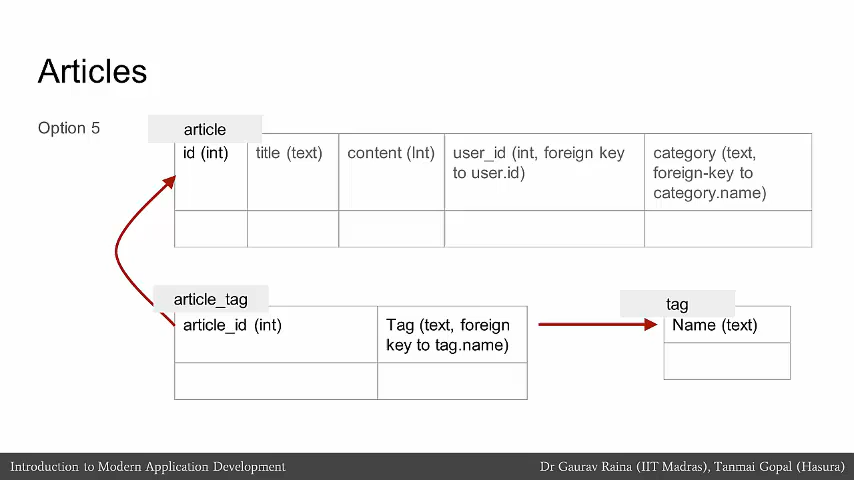 Articles
Option 5
article
id (int)
title (text)
content (Int)
user_id (int, foreign key
to user.id)
category (text,
foreign-key to
category.name)
article_tag
article_id (int)
Tag (text, foreign
key to tag.name)
tag
Name (text)
Introduction to Modern Application Development
Dr Gaurav Raina (IIT Madras), Tanmai Gopal (Hasura)